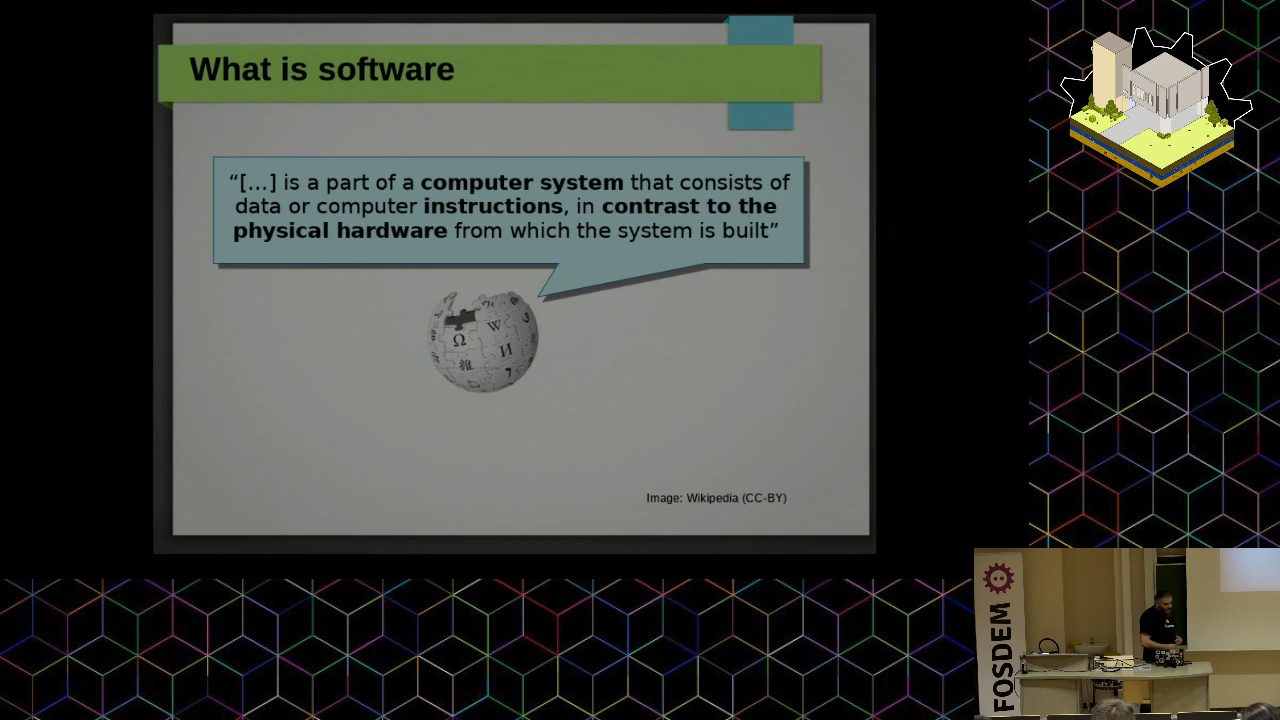 What is software
“[...] is a part of a computer system that consists of
data or computer instructions, in contrast to the
physical hardware from which the system is built”
Ω
W
И
雜
Image: Wikipedia (CC-BY)
FOSDEM